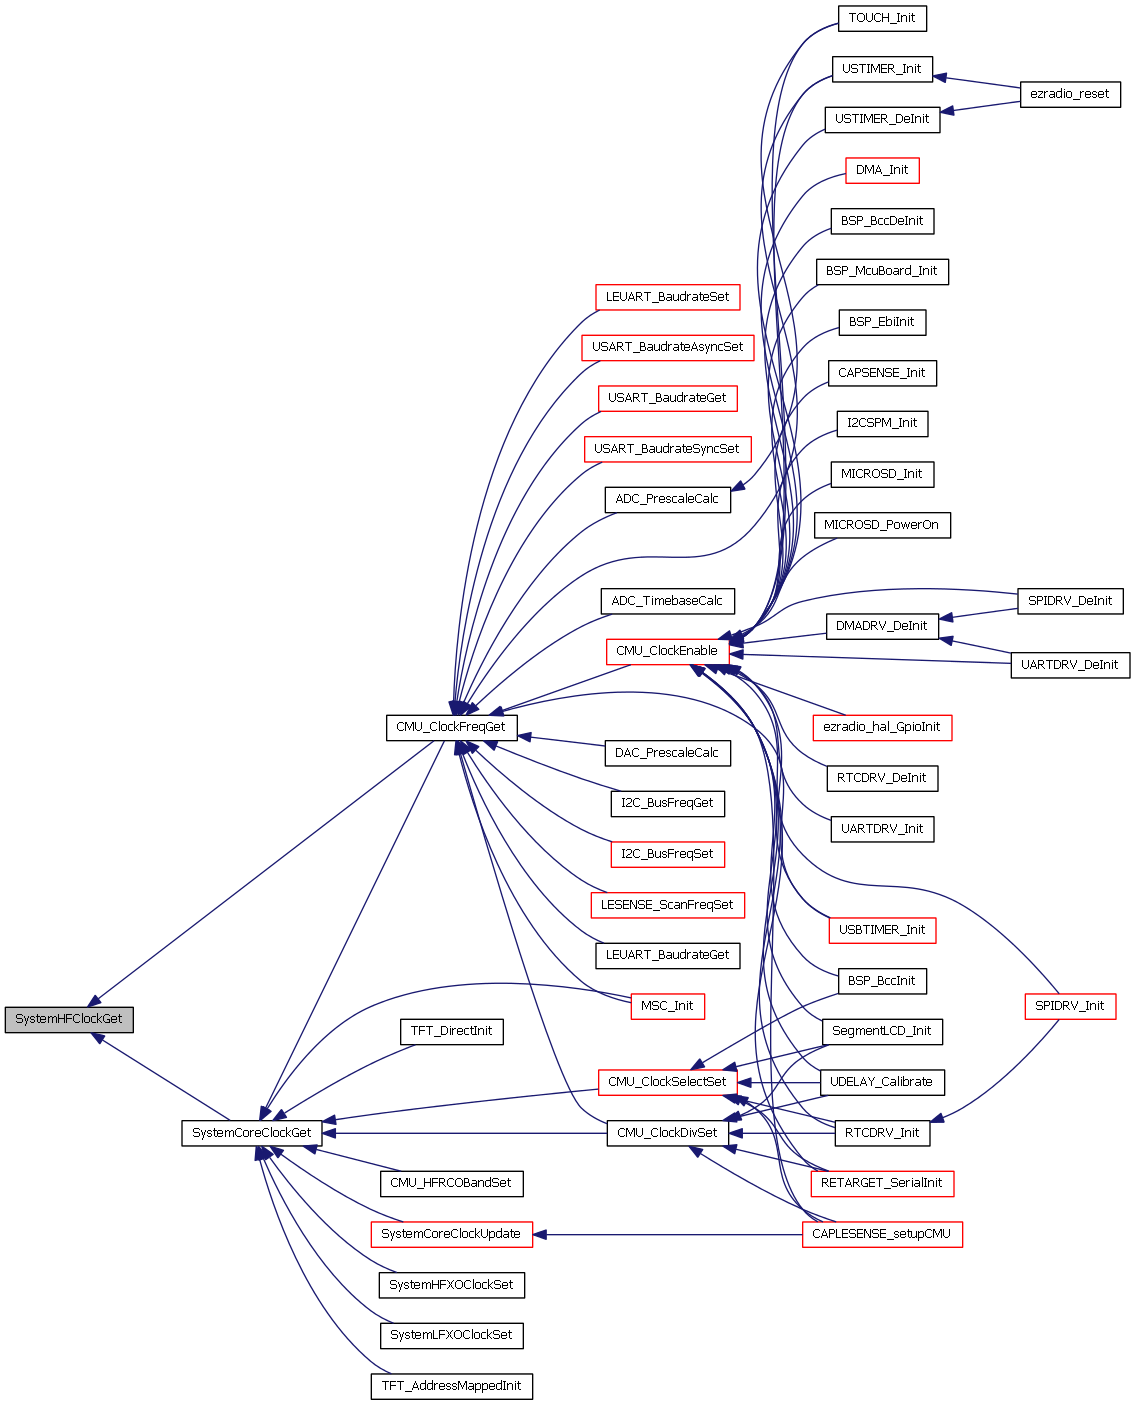 TOUCH_Init
USTIMER_Init
ezradio_reset
USTIMER_DeInit
DMA_Init
BSP_BccDeInit
BSP_McuBoard_Init
LEUART_BaudrateSet
BSP_EbiInit
USART_BaudrateAsyncSet
CAPSENSE_Init
USART_BaudrateGet
I2CSPM_Init
USART_BaudrateSyncSet
MICROSD_Init
ADC_PrescaleCalc
MICROSD_PowerOn
ADC_TimebaseCalc
SPIDRV_DeInit
DMADRV_DeInit
CMU_ClockEnable
UARTDRV_DeInit
CMU_ClockFreqGet
ezradio_hal_GpioInit
DAC_PrescaleCalc
RTCDRV_DeInit
I2C_BusFreqGet
UARTDRV_Init
I2C_BusFreqSet
LESENSE_ScanFreqSet
USBTIMER_Init
LEUART_BaudrateGet
BSP_BccInit
MSC_Init
SPIDRV_Init
SystemHFClockGet
TFT_DirectInit
SegmentLCD_Init
CMU_ClockSelectSet
UDELAY_Calibrate
SystemCoreClockGet
CMU_ClockDivSet
RTCDRV_Init
CMU_HFRCOBandSet
RETARGET_SerialInit
SystemCoreClockUpdate
CAPLESENSE_setupCMU
SystemHFXOClockSet
SystemLFXOClockSet
TFT_AddressMappedInit